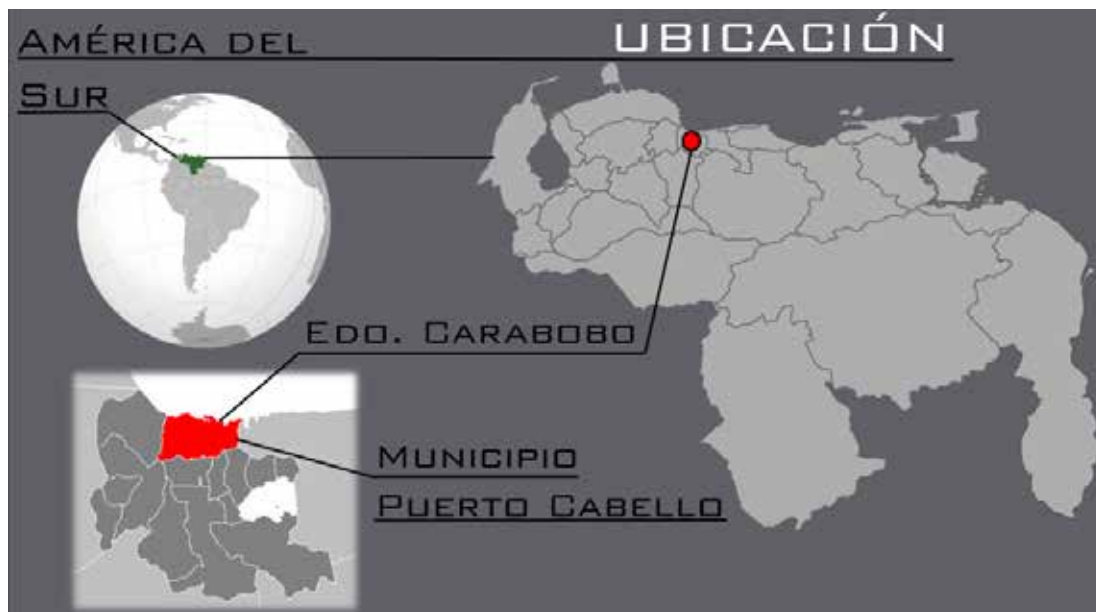 AMÉRICA DEL
SUR
UBICACIÓN
EDO. CARABOBO
MUNICIPIO
PUERTO CABELLO